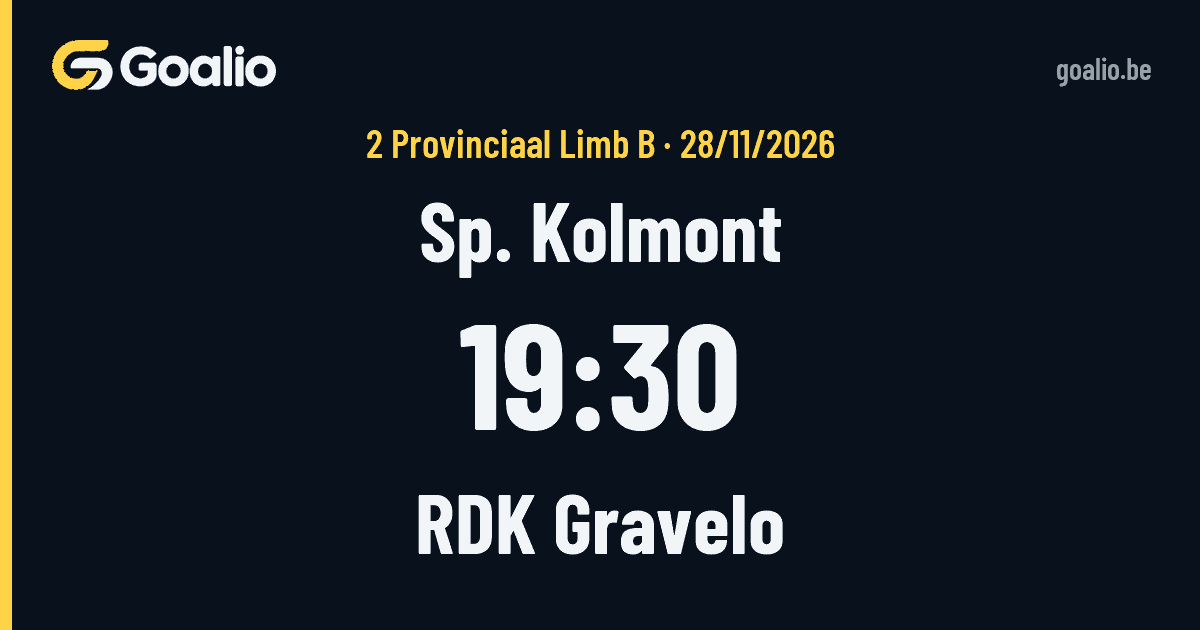 Goalio
goalio.be
2 Provinciaal Limb B · 28/11/2026
Sp. Kolmont
19:30
RDK Gravelo